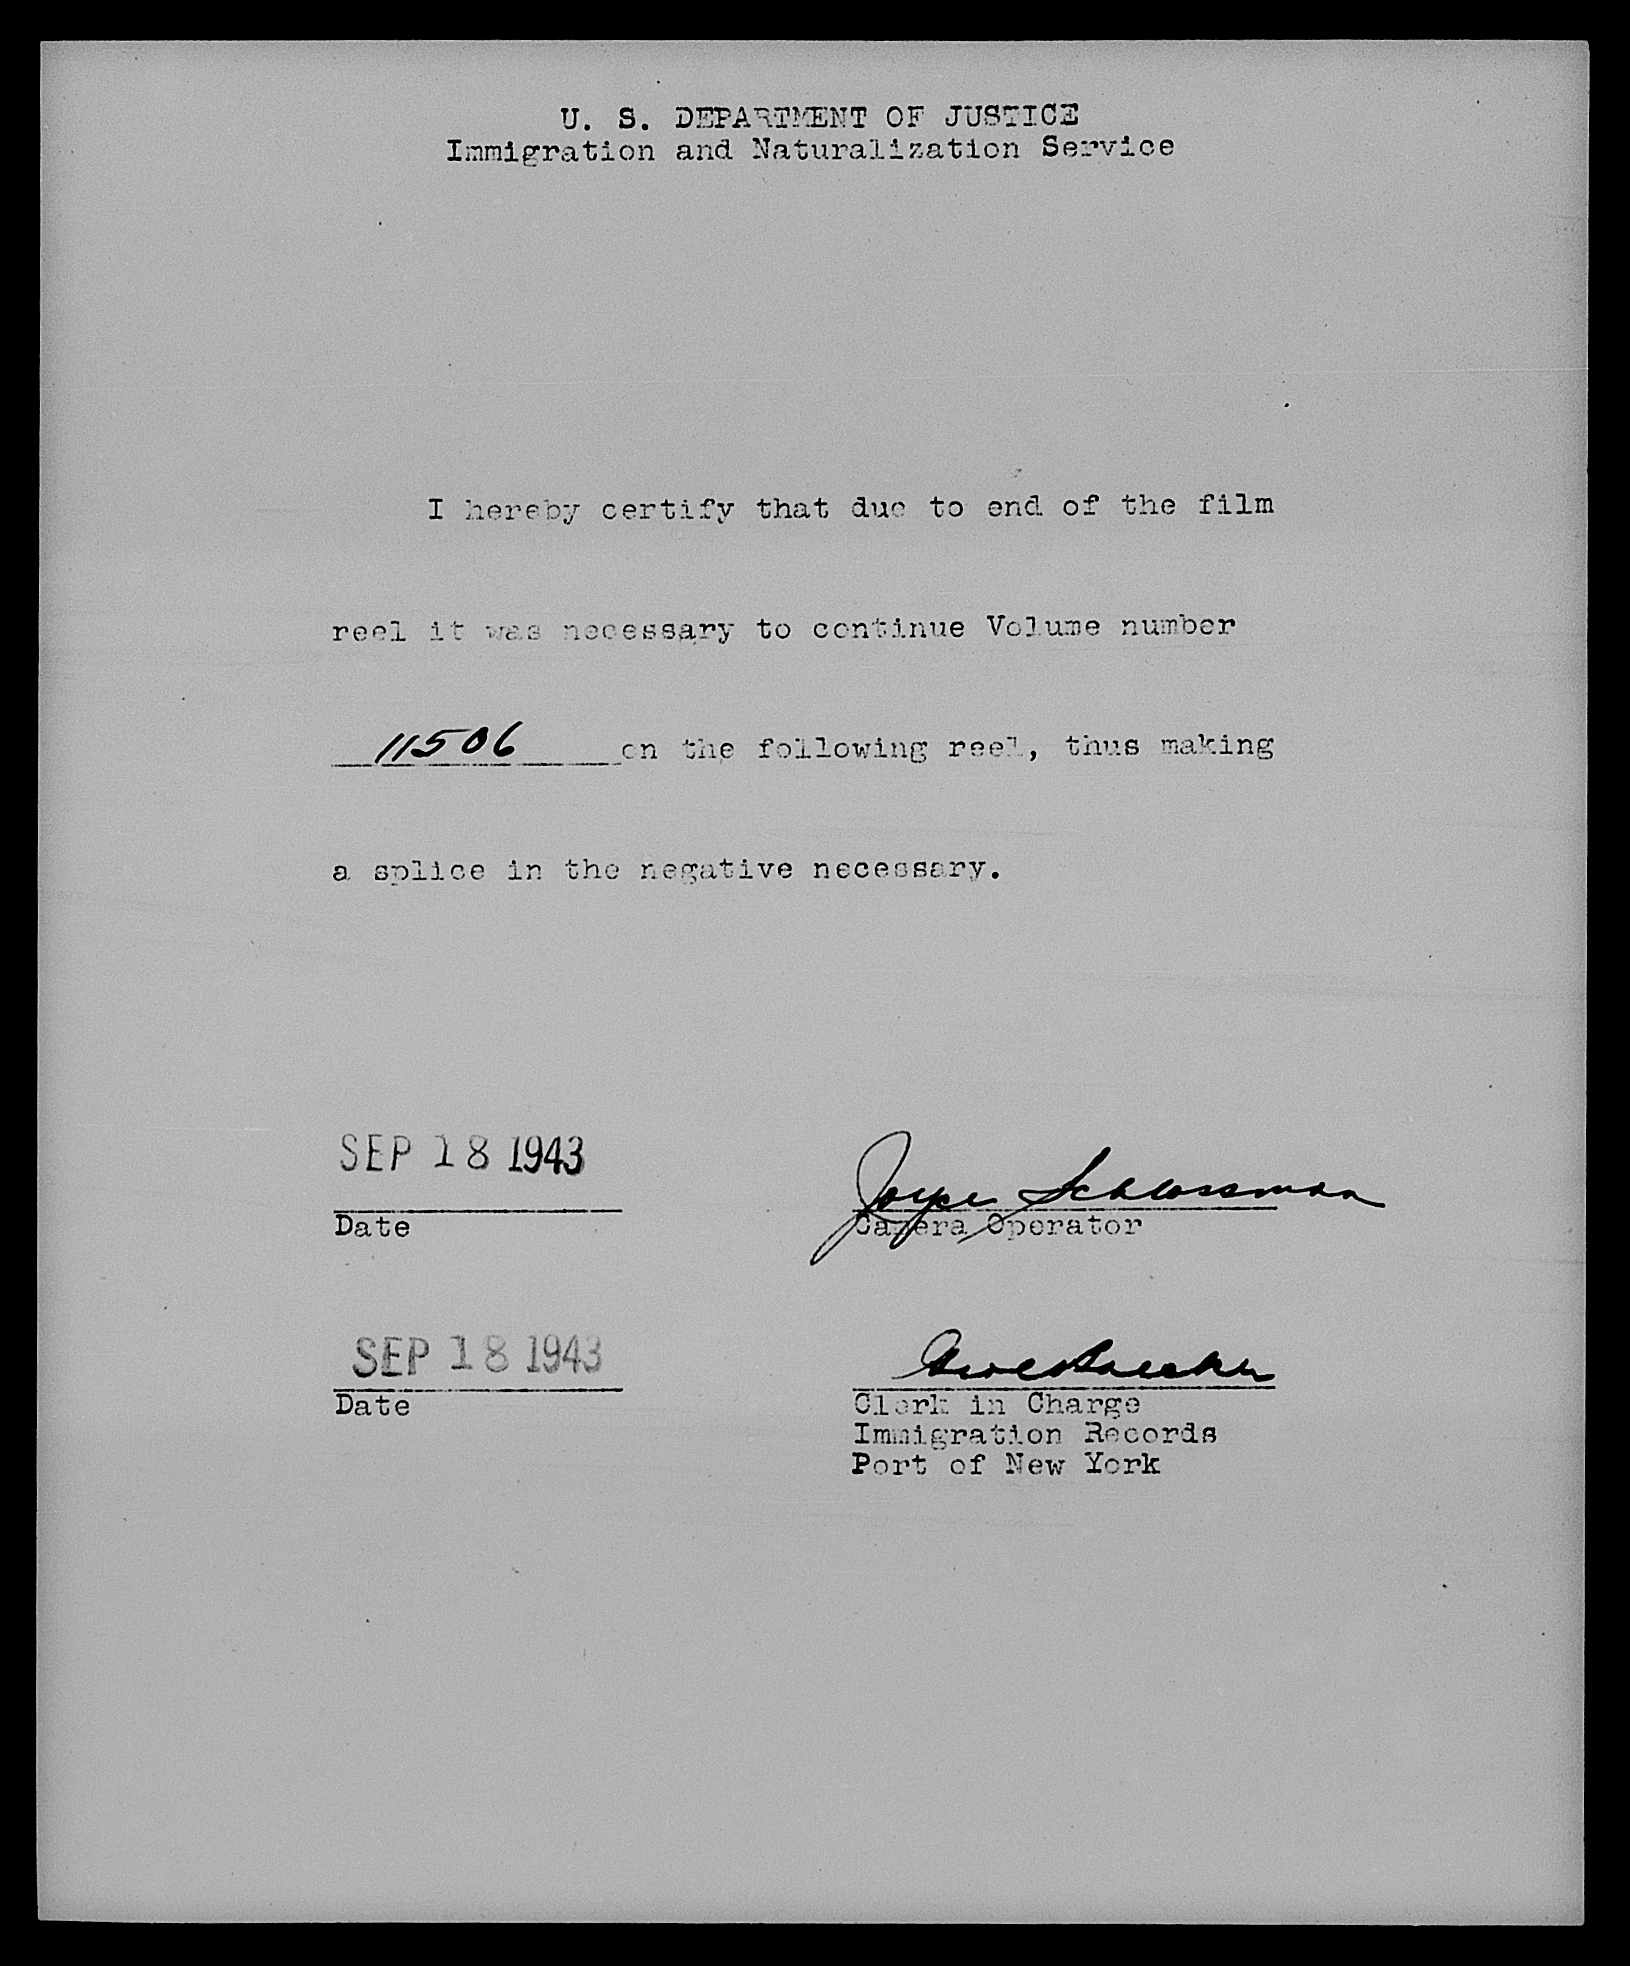 U. S. DEPARTMENT OF JUSTICE
Immigration and Naturalization Service
I hereby certify that due to end of the film
reel it was necessary to continue Volume number
11506 on the following reel, thus making
a splice in the negative necessary.
SEP 18 1943
Joyce Schlossman
Date
Camera Operator
SEP 18 1943
Date
Clerk in Charge
Immigration Records
Port of New York